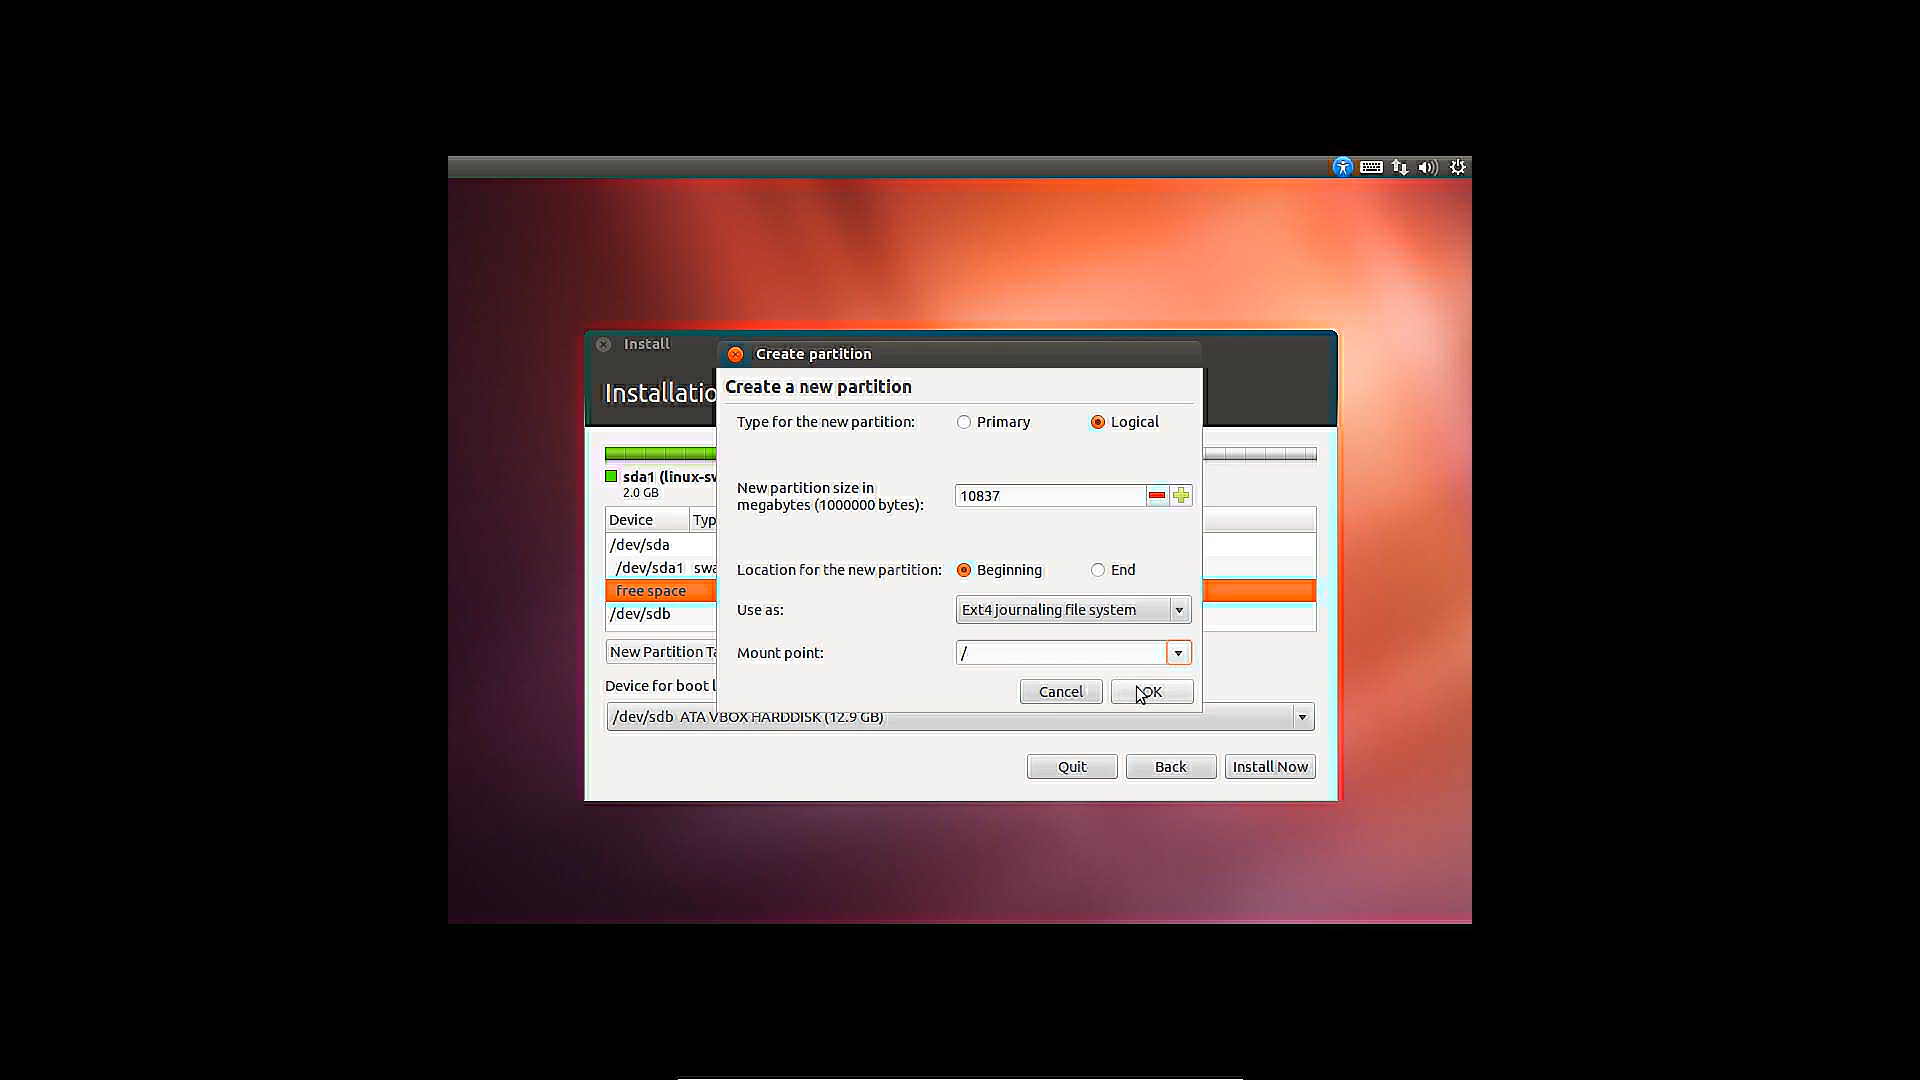 Install
Installatio
Create partition
Create a new partition
Type for the new partition:
Primary
Logical
New partition size in
megabytes (1000000 bytes):
10837
Location for the new partition:
Beginning
End
Use as:
Ext4 journaling file system
Mount point:
/
Cancel
OK
sda1 (linux-sw
2.0 GB
Device
Typ
/dev/sda
/dev/sda1 swa
free space
/dev/sdb
New Partition Ta
Device for boot l
/dev/sdb ATA VBOX HARDDISK (12.9 GB)
Quit
Back
Install Now